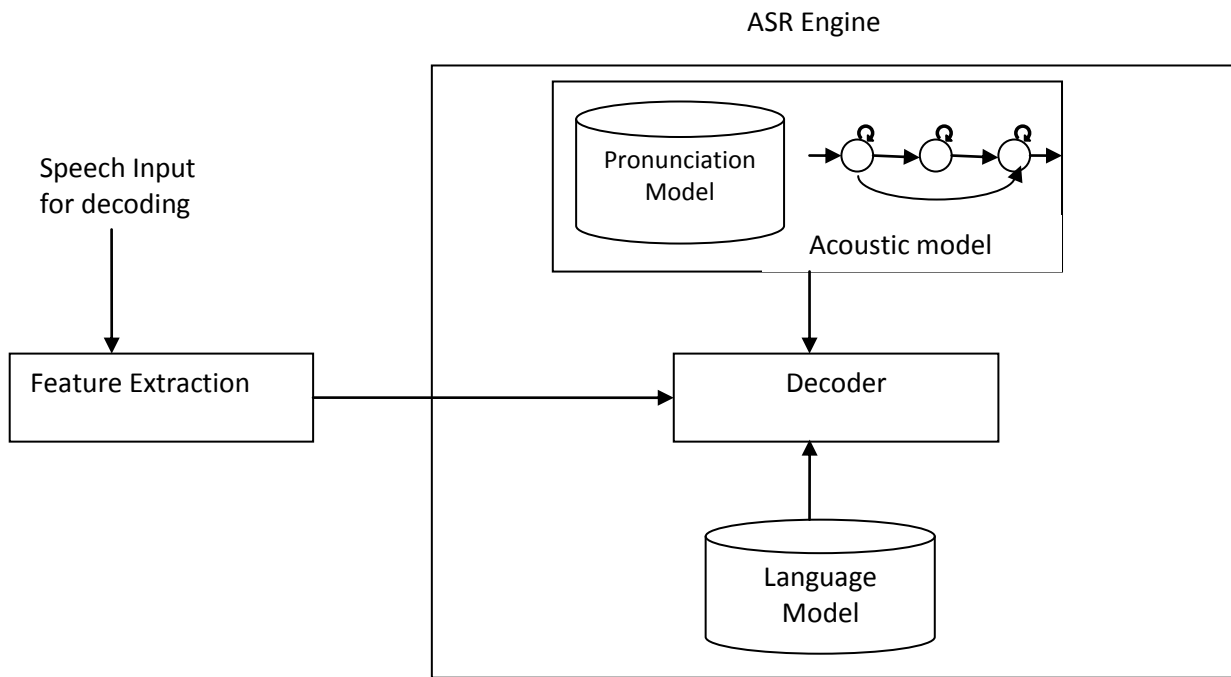 ASR Engine
Speech Input
for decoding
Pronunciation
Model
Acoustic model
Feature Extraction
Decoder
Language
Model